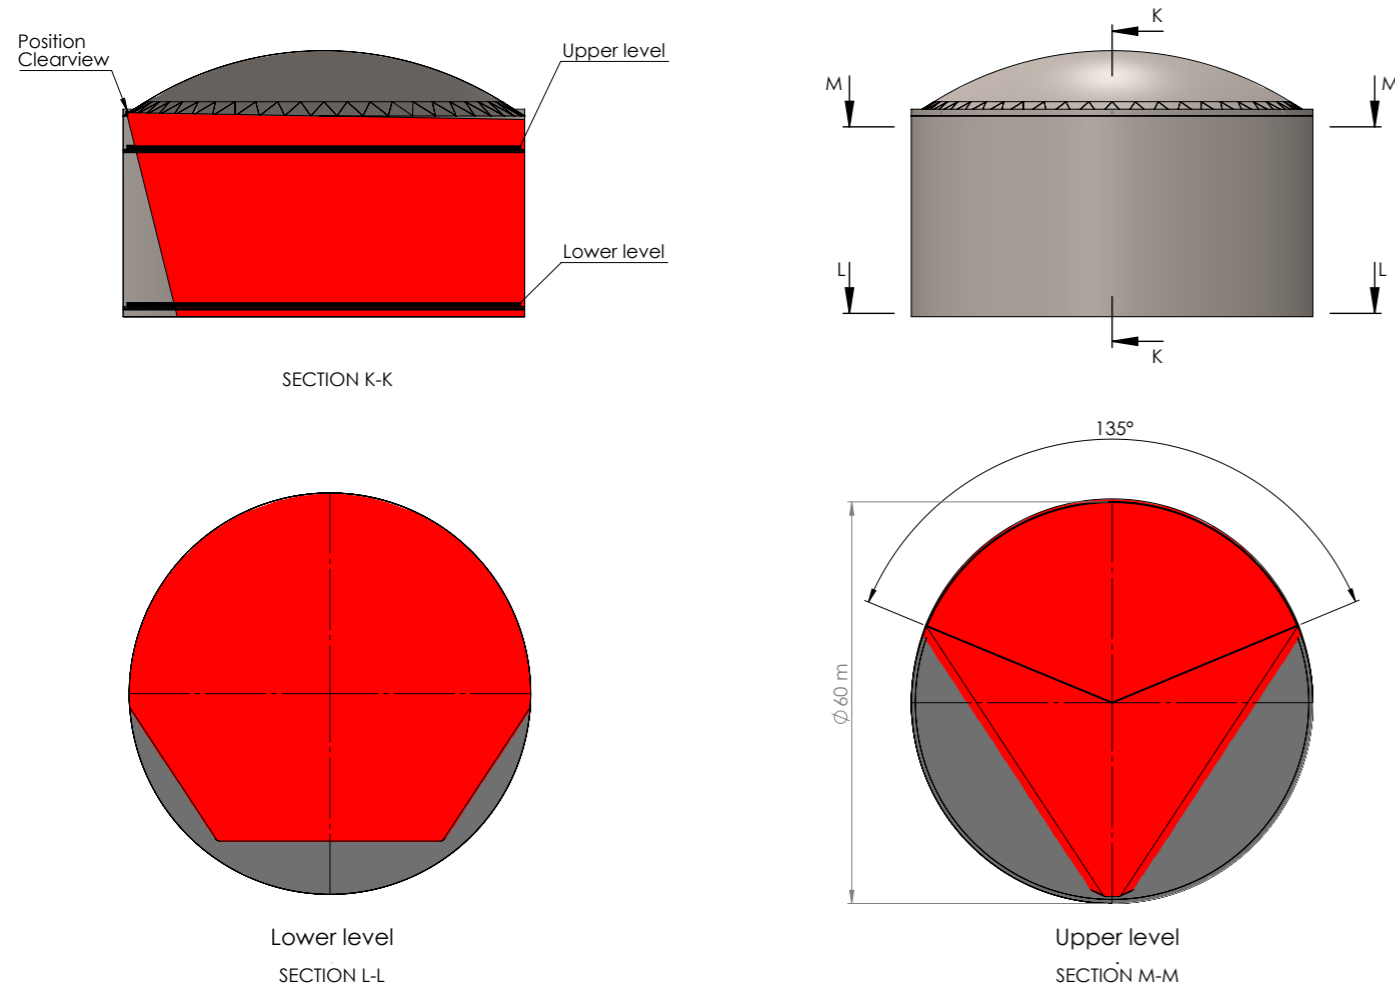 Position
Clearview
Upper level
Lower level
SECTION K-K
K
M
M
L
L
K
135°
Ø 60 m
Lower level
SECTION L-L
Upper level
SECTION M-M